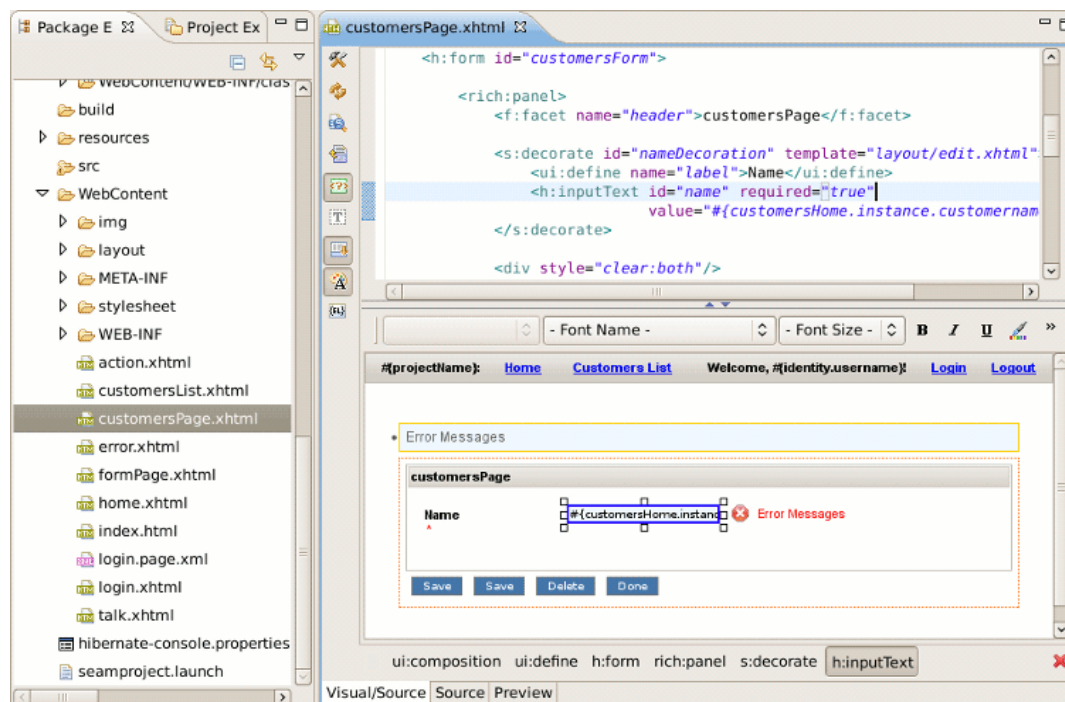 Package E
Project Ex
WebContent/WEB-INF/clas
build
resources
src
WebContent
img
layout
META-INF
stylesheet
WEB-INF
action.xhtml
customersList.xhtml
customersPage.xhtml
error.xhtml
formPage.xhtml
home.xhtml
index.html
login.page.xml
login.xhtml
talk.xhtml
hibernate-console.properties
seamproject.launch
customersPage.xhtml
<h:form id="customersForm">
<rich:panel>
<f:facet name="header">customersPage</f:facet>
<s:decorate id="nameDecoration" template="layout/edit.xhtml"
<ui:define name="label">Name</ui:define>
<h:inputText id="name" required="true"
value="#{customersHome.instance.customernam
</s:decorate>
<div style="clear:both"/>
- Font Name -
- Font Size -
B I U »
#{projectName}: Home Customers List Welcome, #{identity.username}! Login Logout
Error Messages
customersPage
Name
*
#{customersHome.instanc
Error Messages
Save Save Delete Done
ui:composition ui:define h:form rich:panel s:decorate h:inputText
Visual/Source Source Preview